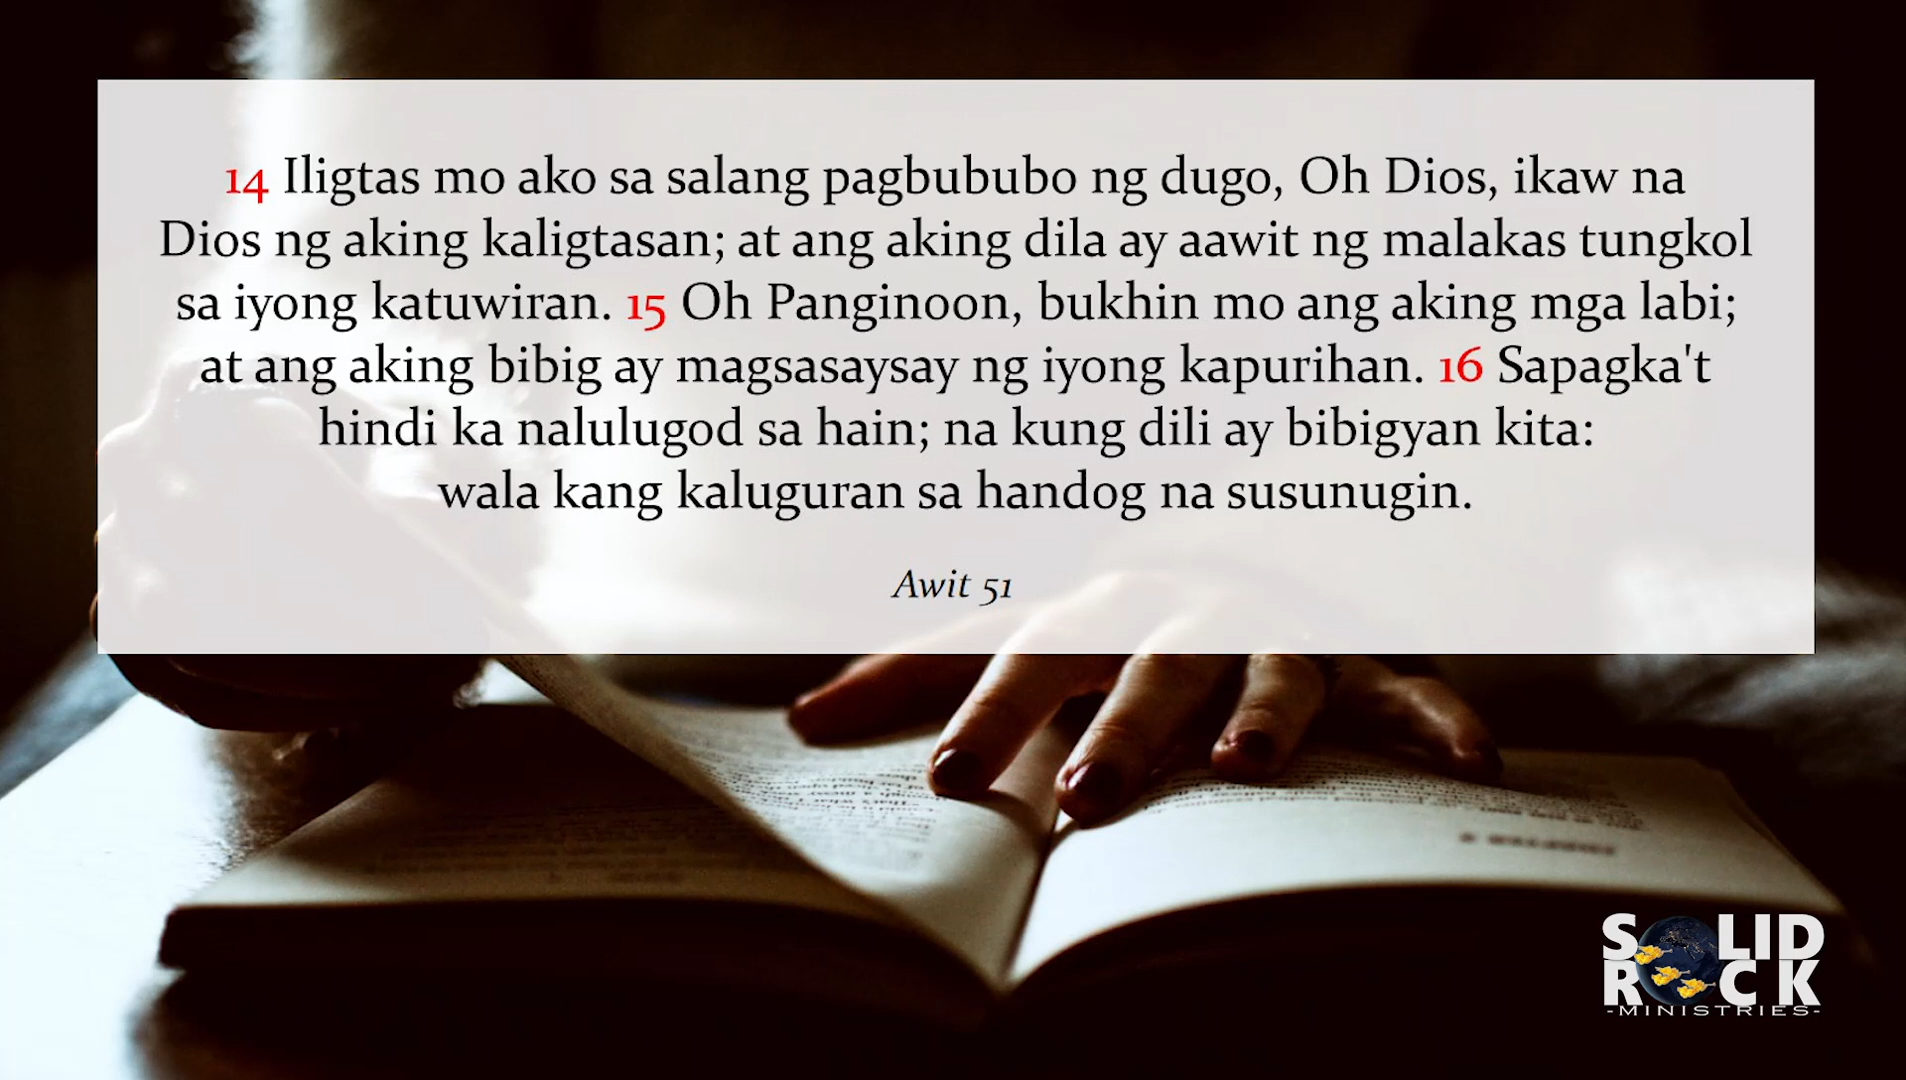 14 Iligtas mo ako sa salang pagbububo ng dugo, Oh Dios, ikaw na
Dios ng aking kaligtasan; at ang aking dila ay aawit ng malakas tungkol
sa iyong katuwiran. 15 Oh Panginoon, bukhin mo ang aking mga labi;
at ang aking bibig ay magsasaysay ng iyong kapurihan. 16 Sapagka't
hindi ka nalulugod sa hain; na kung dili ay bibigyan kita:
wala kang kaluguran sa handog na susunugin.
Awit 51
SOLID
ROCK
-MINISTRIES-